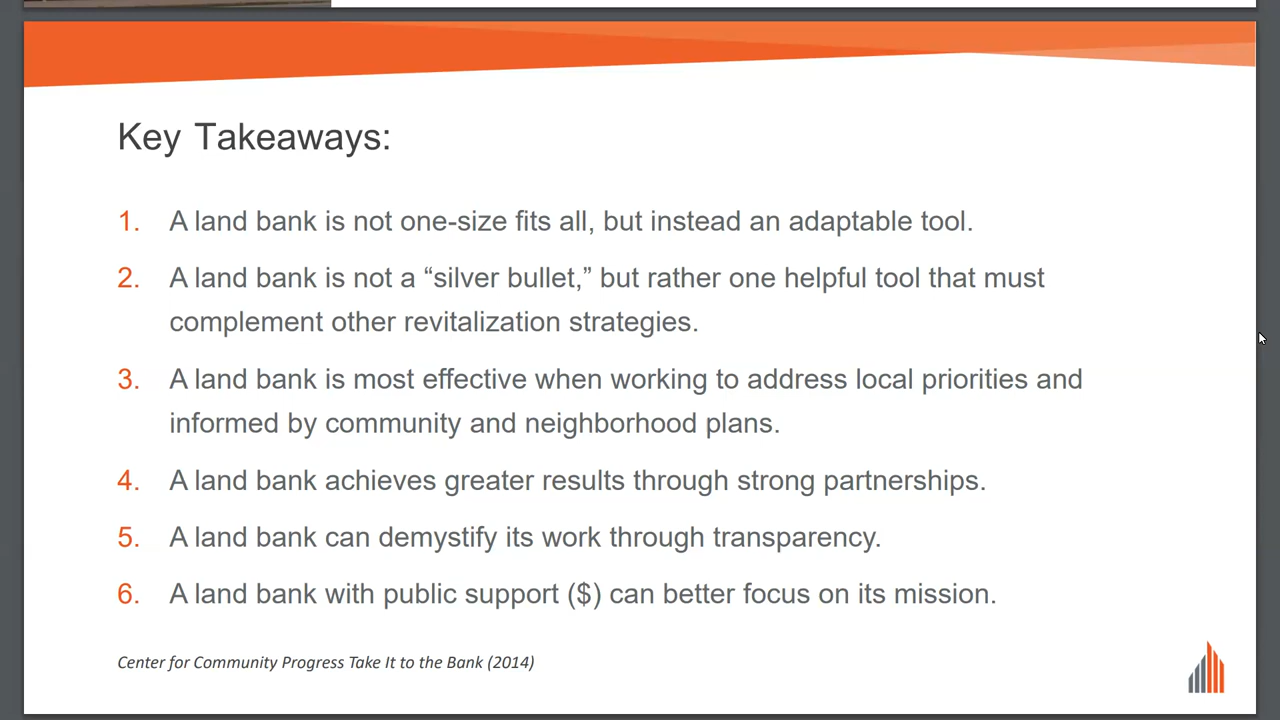 Key Takeaways:
1. A land bank is not one-size fits all, but instead an adaptable tool.
2. A land bank is not a “silver bullet,” but rather one helpful tool that must
complement other revitalization strategies.
3. A land bank is most effective when working to address local priorities and
informed by community and neighborhood plans.
4. A land bank achieves greater results through strong partnerships.
5. A land bank can demystify its work through transparency.
6. A land bank with public support ($) can better focus on its mission.
Center for Community Progress Take It to the Bank (2014)